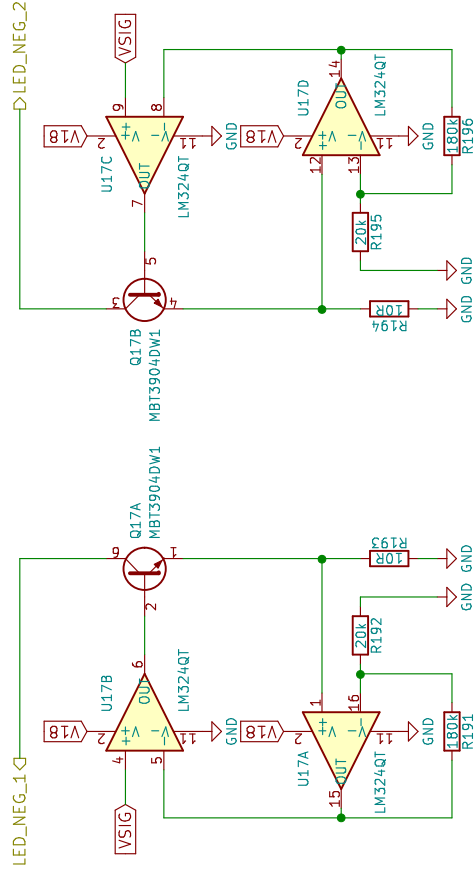 LED_NEG_2
VSIG
9
8
14
OUT
U17D
LM324QT
V18
2
+
V+
-
V-
11
GND
U17C
OUT
LM324QT
7
V18
2
+
V+
-
V-
11
GND
12
13
180k
R196
20k
R195
GND
5
3
4
Q17B
MBT3904DW1
10R
R194
GND
Q17A
MBT3904DW1
6
1
2
R193
10R
GND
GND
20k
R192
6
OUT
U17B
LM324QT
V18
2
+
V+
-
V-
11
GND
4
5
VSIG
1
16
V18
2
+
V+
-
V-
11
GND
U17A
OUT
LM324QT
15
180k
R191
LED_NEG_1